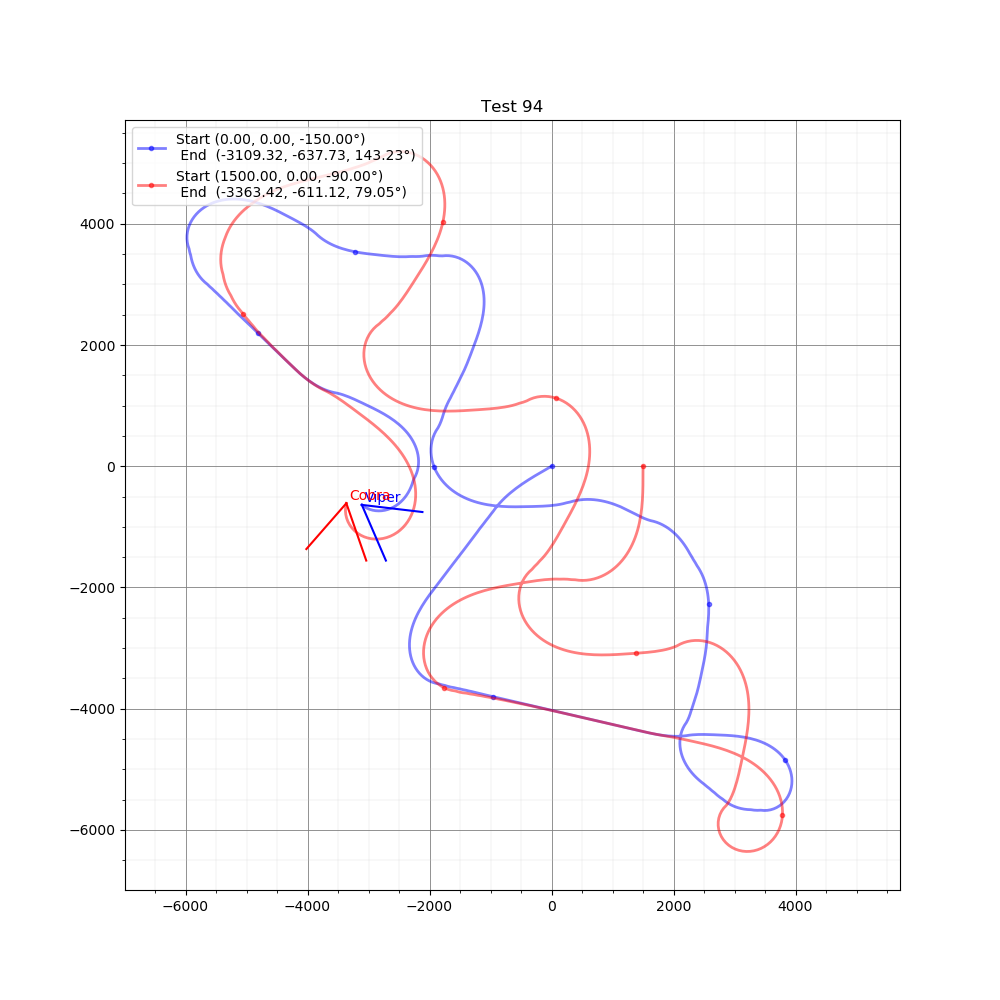 Test 94
Start (0.00, 0.00, -150.00°)
End (-3109.32, -637.73, 143.23°)
Start (1500.00, 0.00, -90.00°)
End (-3363.42, -611.12, 79.05°)
4000
2000
0
−2000
−4000
−6000
Cobra
Viper
−6000 −4000 −2000 0 2000 4000